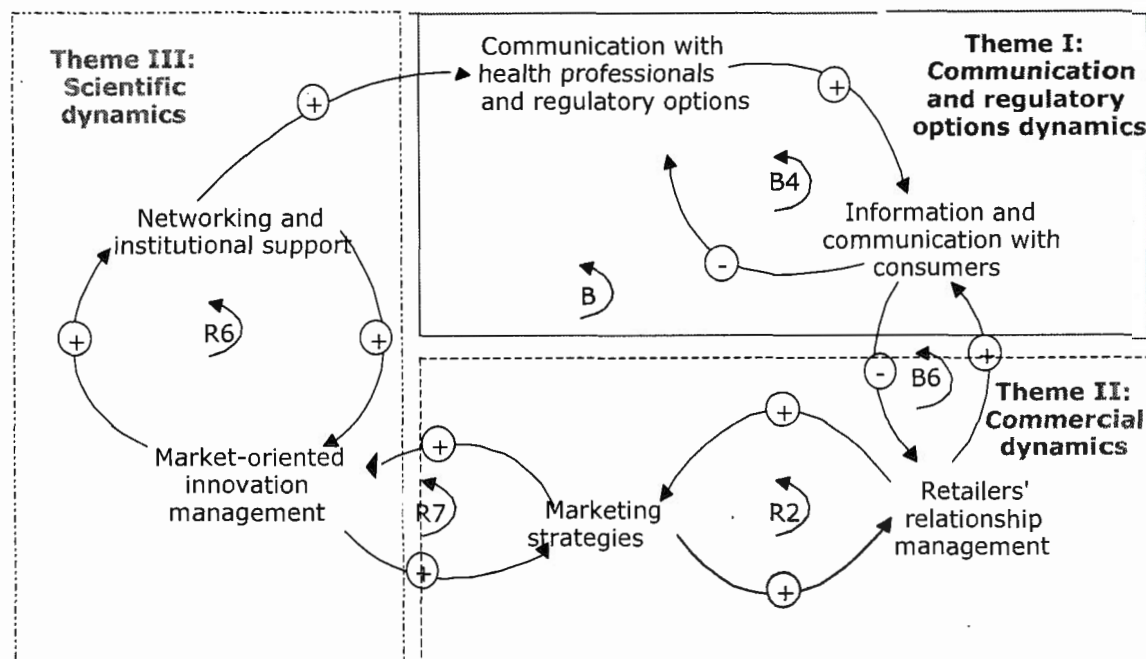 Theme III:
Scientific
dynamics
Communication with
health professionals
and regulatory options
Theme I:
Communication
and regulatory
options dynamics
+
+
B4
Networking and
institutional support
Information and
communication with
consumers
-
B
R6
+
+
-
B6
+
Theme II:
Commercial
dynamics
+
+
Market-oriented
innovation
management
R7
Marketing
strategies
R2
Retailers'
relationship
management
+
+